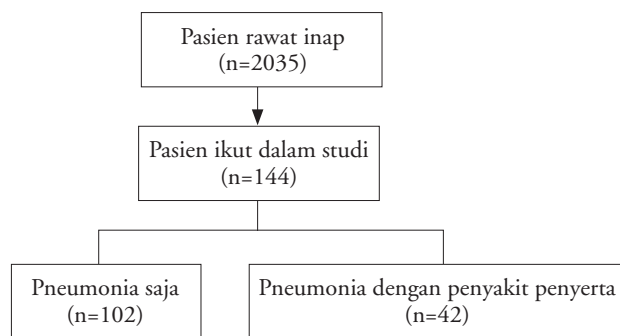 Pasien rawat inap
(n=2035)
Pasien ikut dalam studi
(n=144)
Pneumonia saja
(n=102)
Pneumonia dengan penyakit penyerta
(n=42)